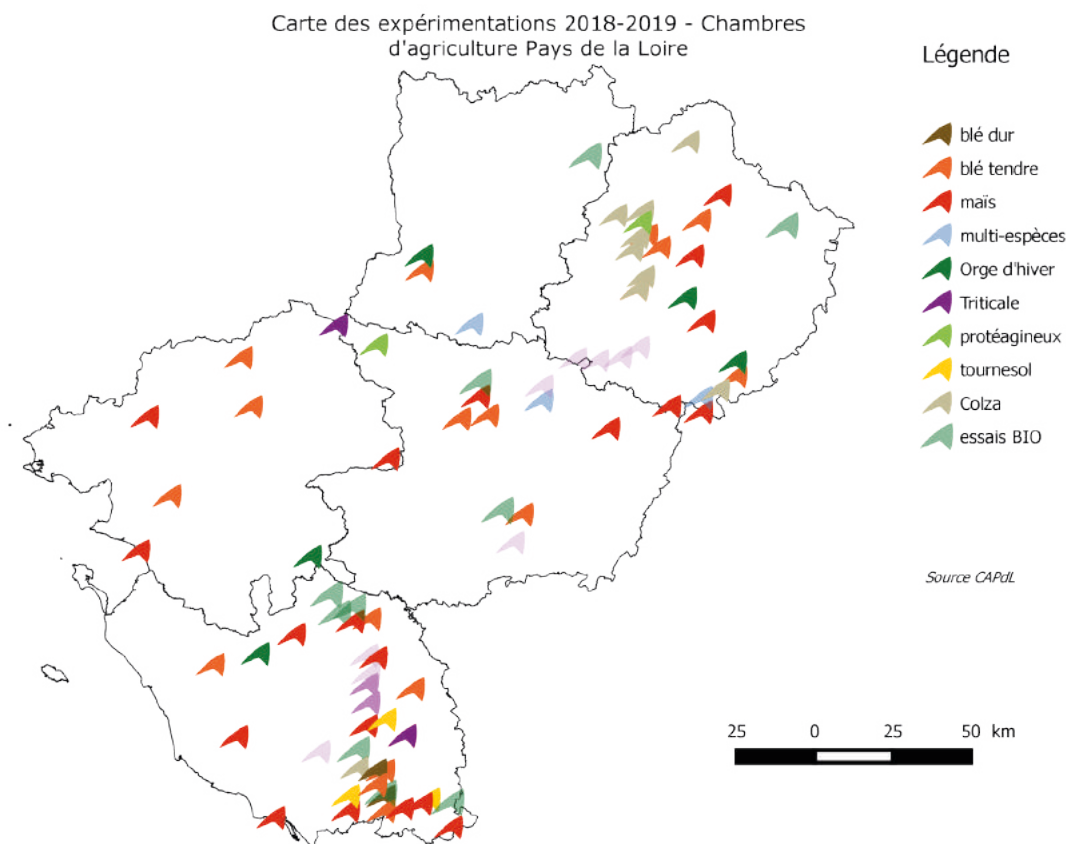 Carte des expérimentations 2018-2019 - Chambres
d'agriculture Pays de la Loire
Légende
blé dur
blé tendre
maïs
multi-espèces
Orge d'hiver
Triticale
protéagineux
tournesol
Colza
essais BIO
Source CAPdL
25 0 25 50 km